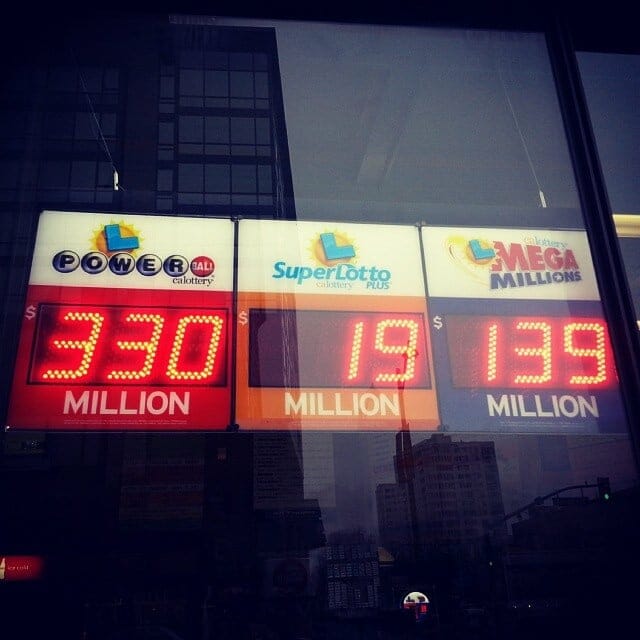 POWERBALL
calottery
$ 330
MILLION
SuperLotto
calottery PLUS
$ 19
MILLION
calottery
MEGA
MILLIONS
$ 139
MILLION